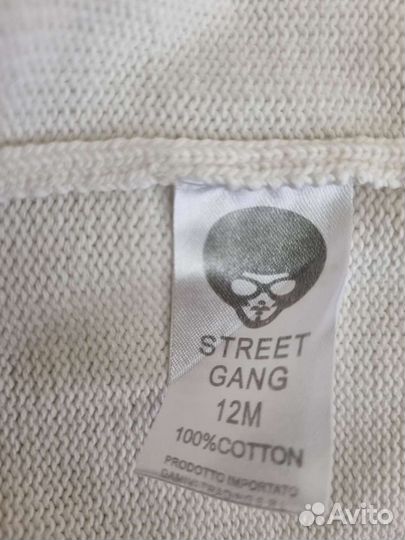 STREET
GANG
12M
100%COTTON
PRODOTTO IMPORTATO
Avito